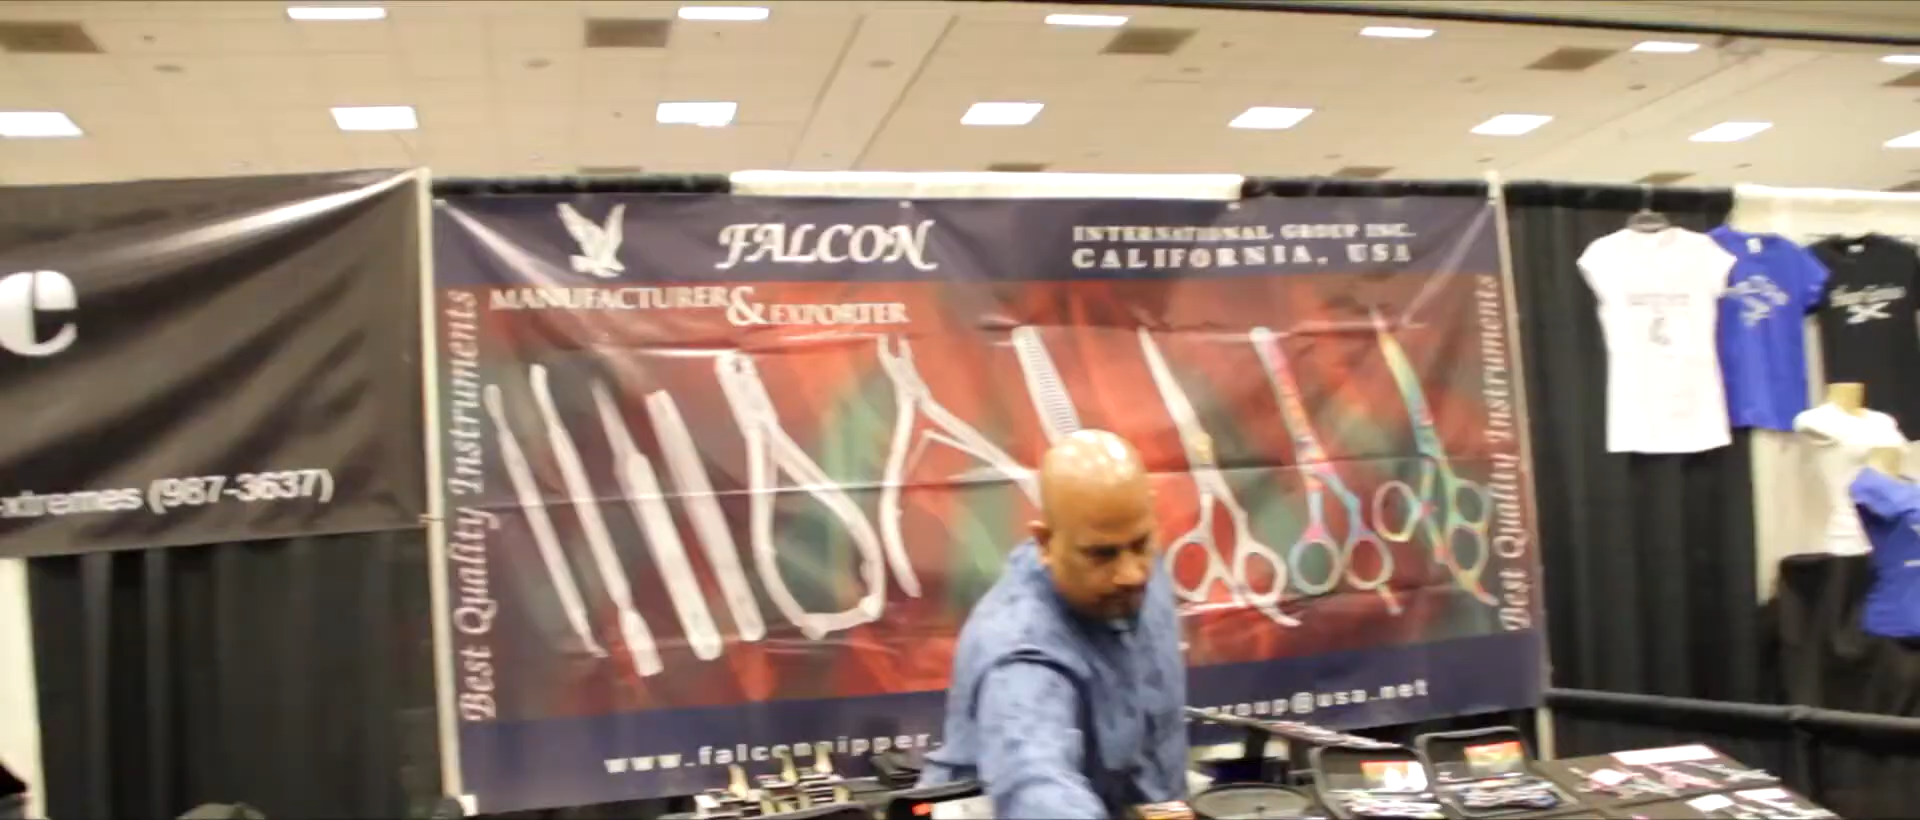 e
xtremes (987-3637)
FALCON
INTERNATIONAL GROUP INC.
CALIFORNIA, USA
MANUFACTURER & EXPORTER
Best Quality Instruments
Best Quality Instruments
www.falconnipper.
group@usa.net